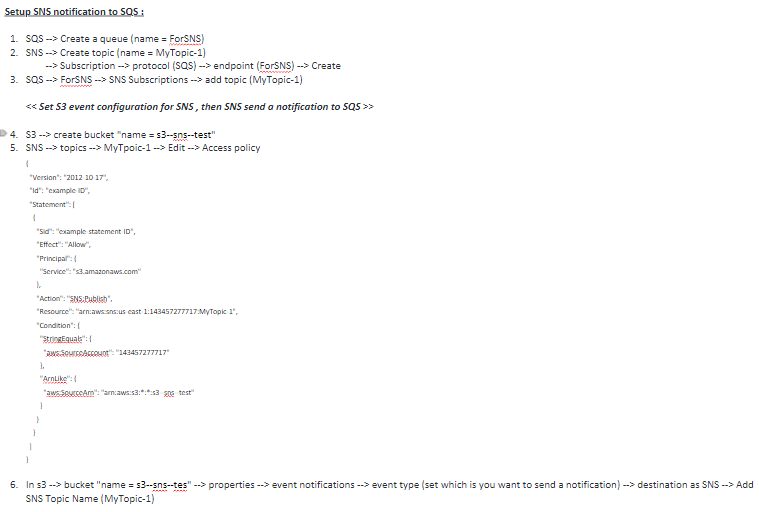 Setup SNS notification to SQS :
1. SQS --> Create a queue (name = ForSNS)
2. SNS --> Create topic (name = MyTopic-1)
--> Subscription --> protocol (SQS) --> endpoint (ForSNS) --> Create
3. SQS --> ForSNS --> SNS Subscriptions --> add topic (MyTopic-1)
<< Set S3 event configuration for SNS , then SNS send a notification to SQS >>
4. S3 --> create bucket "name = s3--sns--test"
5. SNS --> topics --> MyTpoic-1 --> Edit --> Access policy
{
"Version": "2012 10 17",
"Id": "example ID",
"Statement": [
{
"Sid": "example statement ID",
"Effect": "Allow",
"Principal": {
"Service": "s3.amazonaws.com"
},
"Action": "SNS:Publish",
"Resource": "arn:aws:sns:us east 1:143457277717:MyTopic 1",
"Condition": {
"StringEquals": {
"aws:SourceAccount": "143457277717"
},
"ArnLike": {
"aws:SourceArn": "arn:aws:s3:*:*:s3 sns test"
}
}
}
]
}
6. In s3 --> bucket "name = s3--sns--tes" --> properties --> event notifications --> event type (set which is you want to send a notification) --> destination as SNS --> Add
SNS Topic Name (MyTopic-1)